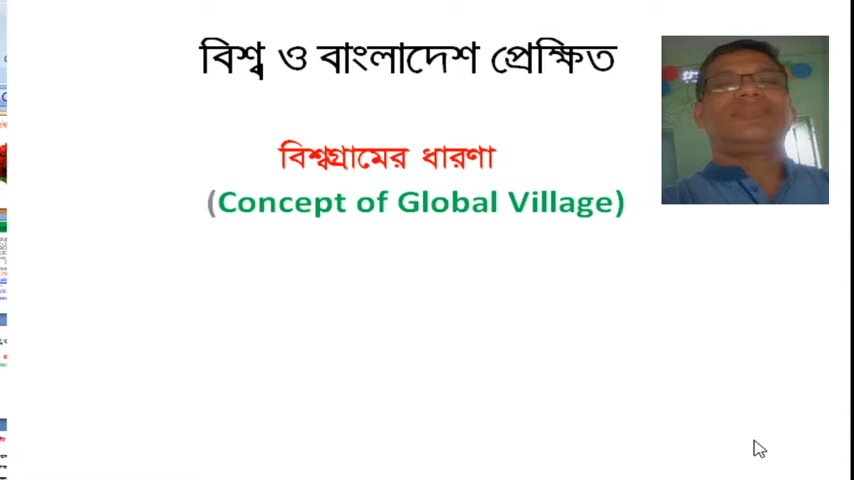 বিশ্ব ও বাংলাদেশ প্রেক্ষিত
বিশ্বগ্রামের ধারণা
(Concept of Global Village)